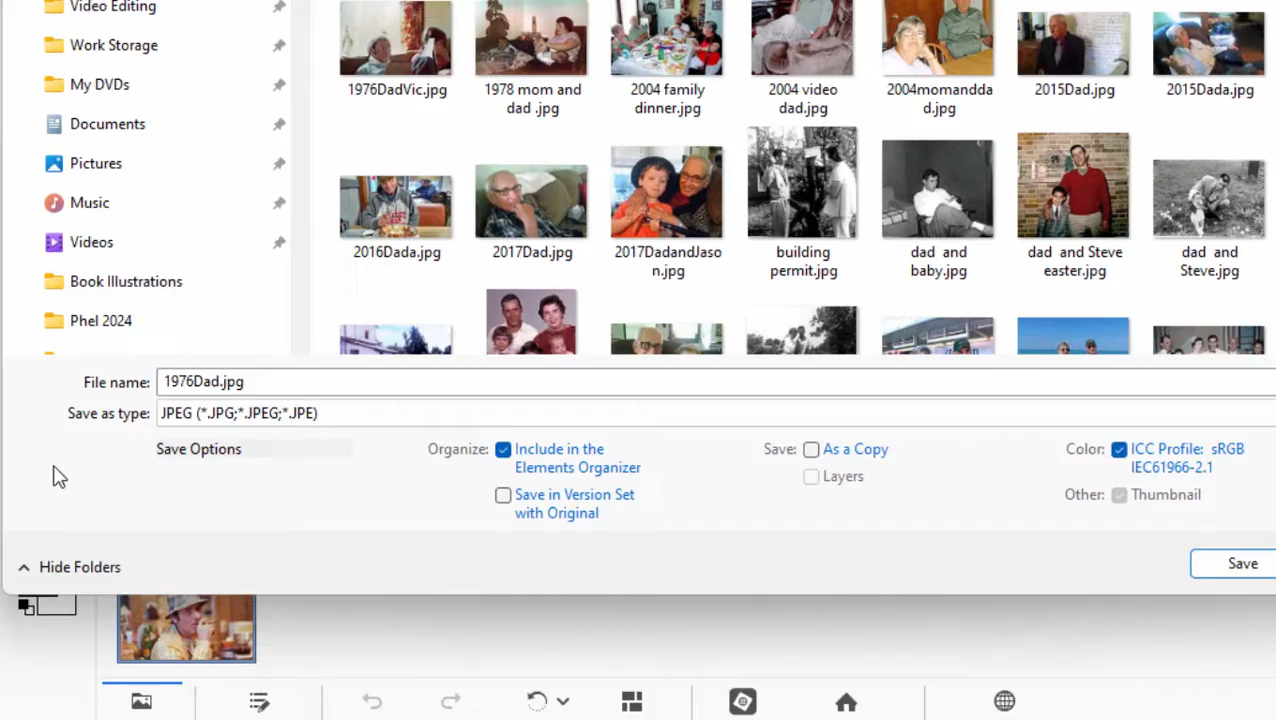 Video Editing
Work Storage
My DVDs
Documents
Pictures
Music
Videos
Book Illustrations
Phel 2024
1976DadVic.jpg
1978 mom and
dad .jpg
2004 family
dinner.jpg
2004 video
dad.jpg
2004momandda
d.jpg
2015Dad.jpg
2015Dada.jpg
2016Dada.jpg
2017Dad.jpg
2017DadandJaso
n.jpg
building
permit.jpg
dad  and
baby.jpg
dad  and Steve
easter.jpg
dad  and
Steve.jpg
File name: 1976Dad.jpg
Save as type: JPEG (*.JPG;*.JPEG;*.JPE)
Save Options
Organize: Include in the
Elements Organizer
Save in Version Set
with Original
Save: As a Copy
Layers
Color: ICC Profile:  sRGB
IEC61966-2.1
Other: Thumbnail
Hide Folders
Save